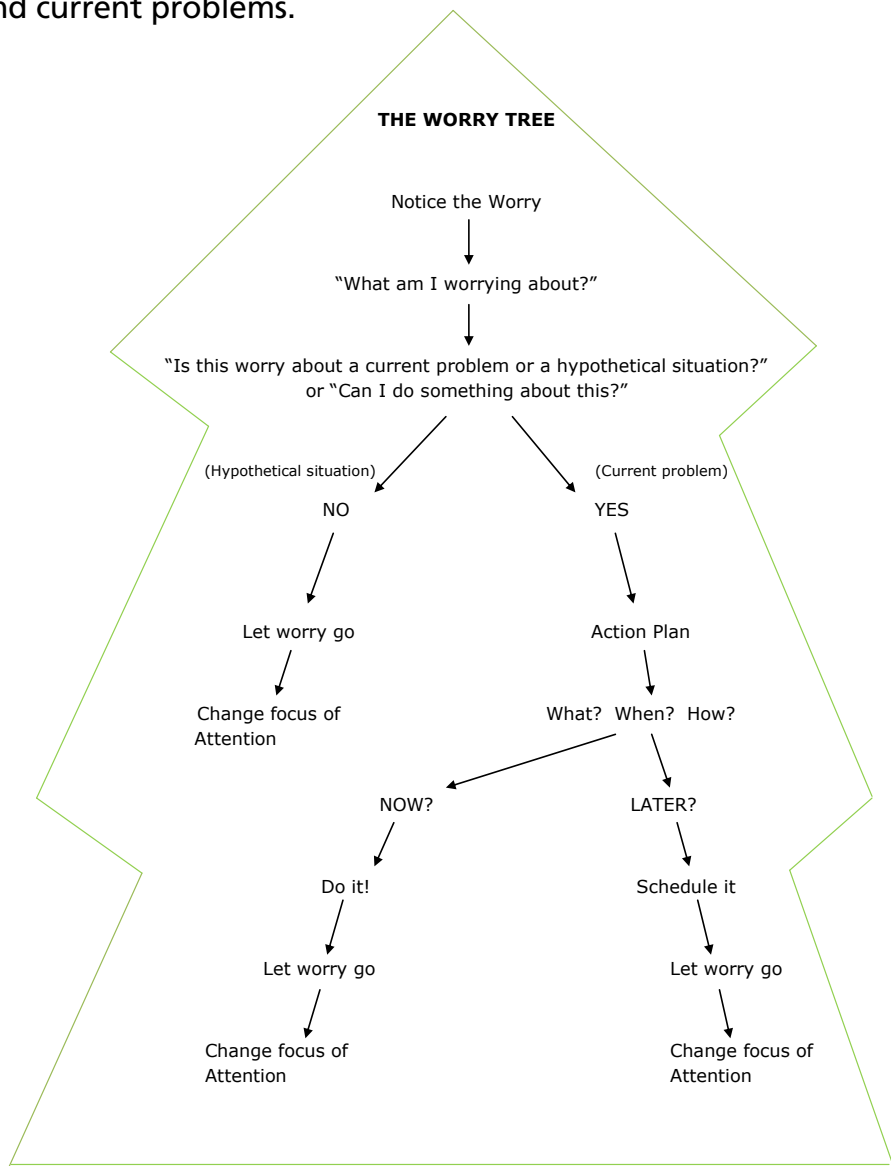 nd current problems.
THE WORRY TREE
Notice the Worry
“What am I worrying about?”
“Is this worry about a current problem or a hypothetical situation?”
or “Can I do something about this?”
(Hypothetical situation)
(Current problem)
NO
YES
Let worry go
Action Plan
Change focus of
Attention
What? When? How?
NOW?
LATER?
Do it!
Schedule it
Let worry go
Let worry go
Change focus of
Attention
Change focus of
Attention